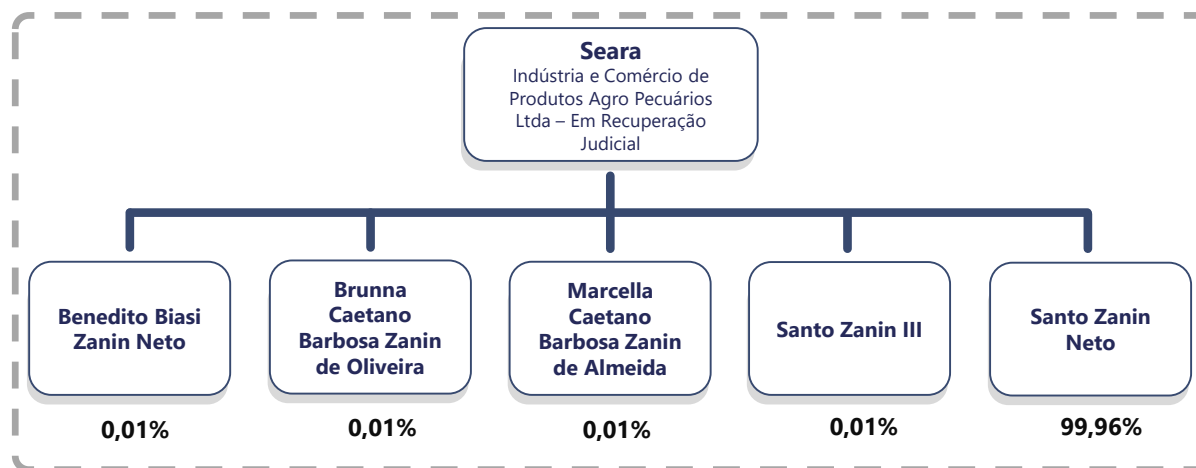 Seara
Indústria e Comércio de
Produtos Agro Pecuários
Ltda – Em Recuperação
Judicial
Benedito Biasi
Zanin Neto
Brunna
Caetano
Barbosa Zanin
de Oliveira
Marcella
Caetano
Barbosa Zanin
de Almeida
Santo Zanin III
Santo Zanin
Neto
0,01%
0,01%
0,01%
0,01%
99,96%